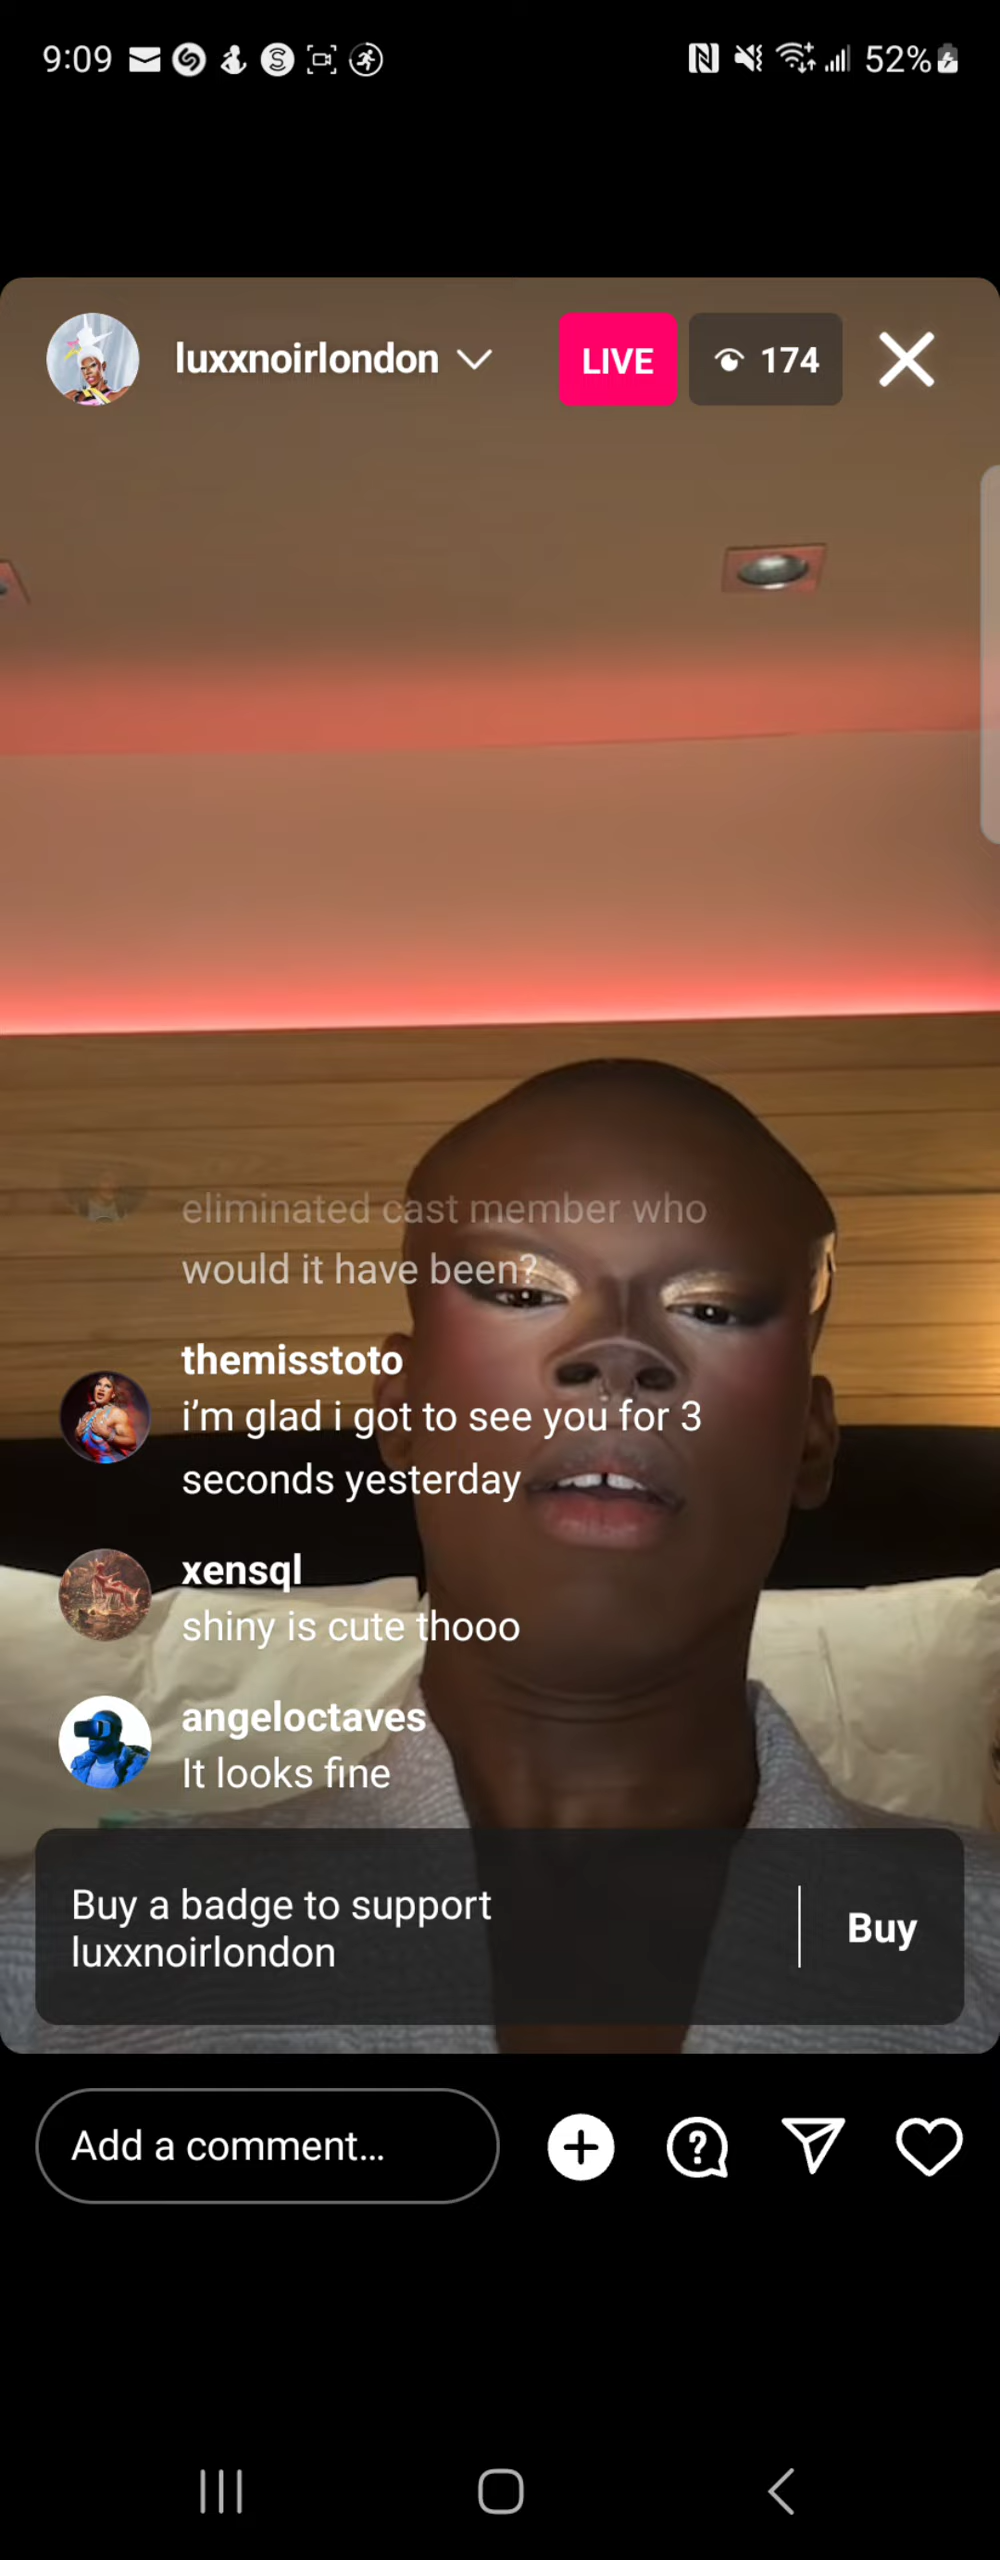 9:09
52%
luxxnoirlondon
LIVE
174
eliminated cast member who
would it have been?
themisstoto
i’m glad i got to see you for 3
seconds yesterday
xensql
shiny is cute thooo
angeloctaves
It looks fine
Buy a badge to support
luxxnoirlondon
Buy
Add a comment...